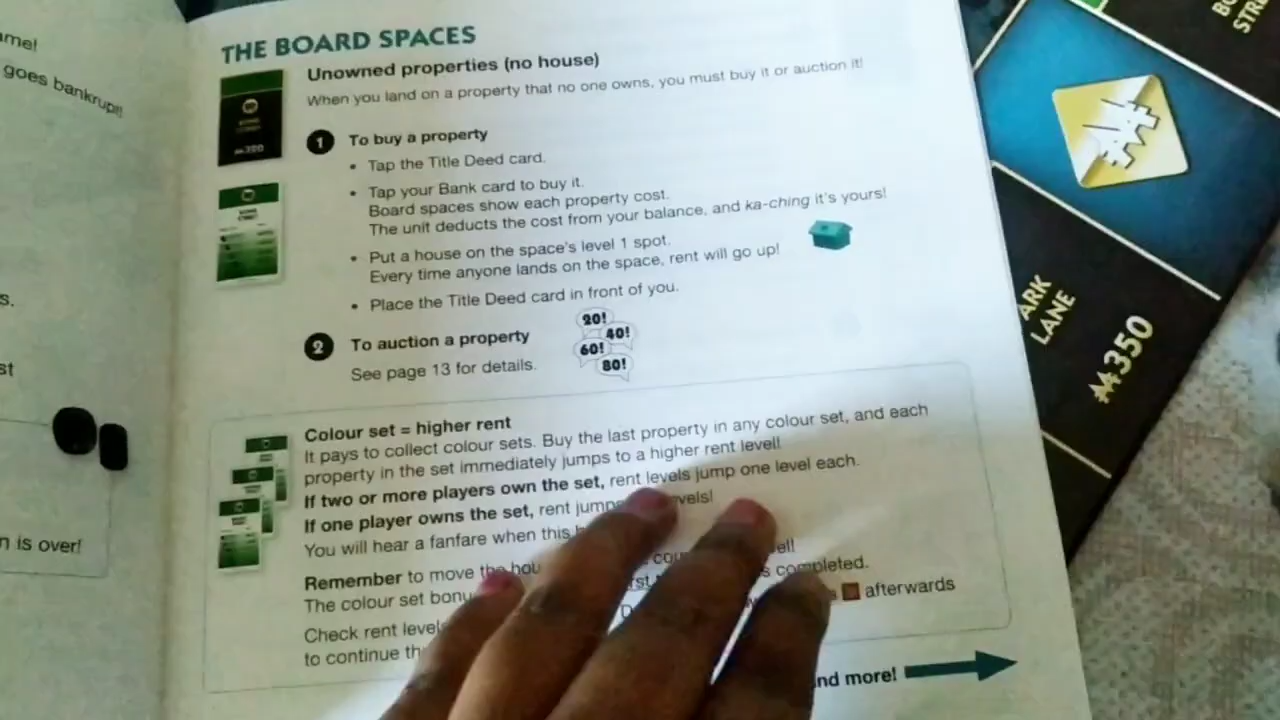 ame!
goes bankrupt!
s.
st
n is over!
THE BOARD SPACES
Unowned properties (no house)
When you land on a property that no one owns, you must buy it or auction it!
1 To buy a property
• Tap the Title Deed card.
• Tap your Bank card to buy it.
Board spaces show each property cost.
The unit deducts the cost from your balance, and ka-ching it's yours!
• Put a house on the space's level 1 spot.
Every time anyone lands on the space, rent will go up!
• Place the Title Deed card in front of you.
2 To auction a property
See page 13 for details.
20!
40!
60!
80!
Colour set = higher rent
It pays to collect colour sets. Buy the last property in any colour set, and each
property in the set immediately jumps to a higher rent level!
If two or more players own the set, rent levels jump one level each.
If one player owns the set, rent jumps evels!
You will hear a fanfare when this
Remember to move the hou
The colour set bonu rst s completed.
Check rent level afterwards
to continue th
nd more!
ARK
LANE
350
BO
STRE